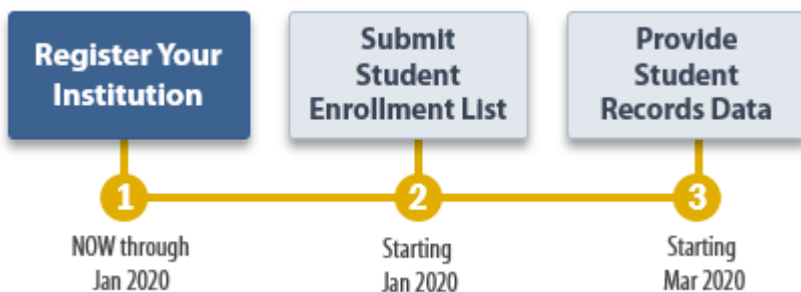 Register Your
Institution
Submit
Student
Enrollment List
Provide
Student
Records Data
1
2
3
NOW through
Jan 2020
Starting
Jan 2020
Starting
Mar 2020